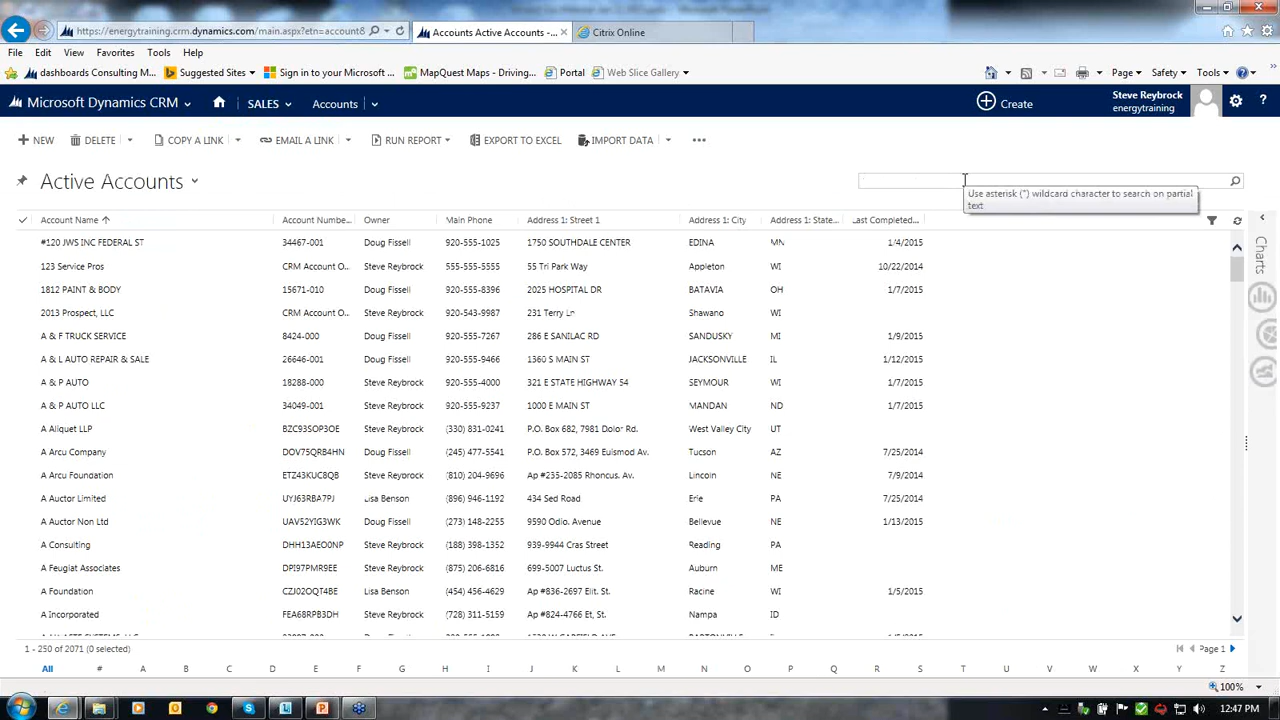 https://energytraining.crm.dynamics.com/main.aspx?etn=account8
Accounts Active Accounts -...
Citrix Online
File Edit View Favorites Tools Help
dashboards Consulting M...
Suggested Sites
Sign in to your Microsoft ...
MapQuest Maps - Driving,...
Portal
Web Slice Gallery
Page Safety Tools
Microsoft Dynamics CRM
SALES
Accounts
Create
Steve Reybrock
energytraining
NEW DELETE COPY A LINK EMAIL A LINK RUN REPORT EXPORT TO EXCEL IMPORT DATA
Active Accounts
Use asterisk (*) wildcard character to search on partial
text
Account Name Account Numbe... Owner Main Phone Address 1: Street 1 Address 1: City Address 1: State... Last Completed...
#120 JWS INC FEDERAL ST 34467-001 Doug Fissell 920-555-1025 1750 SOUTHDALE CENTER EDINA MN 1/4/2015
123 Service Pros CRM Account O... Steve Reybrock 555-555-5555 55 Tri Park Way Appleton WI 10/22/2014
1812 PAINT & BODY 15671-010 Doug Fissell 920-555-8396 2025 HOSPITAL DR BATAVIA OH 1/7/2015
2013 Prospect, LLC CRM Account O... Steve Reybrock 920-543-9987 231 Terry Ln Shawano WI
A & F TRUCK SERVICE 8424-000 Doug Fissell 920-555-7267 286 E SANILAC RD SANDUSKY MI 1/9/2015
A & L AUTO REPAIR & SALE 26646-001 Doug Fissell 920-555-9466 1360 S MAIN ST JACKSONVILLE IL 1/12/2015
A & P AUTO 18288-000 Steve Reybrock 920-555-4000 321 E STATE HIGHWAY 54 SEYMOUR WI 1/7/2015
A & P AUTO LLC 34049-001 Steve Reybrock 920-555-9237 1000 E MAIN ST MANDAN ND 1/7/2015
A Aliquet LLP BZC93SOP3OE Steve Reybrock (330) 831-0241 P.O. Box 682, 7981 Dolor Rd. West Valley City UT
A Arcu Company DOV75QRB4HN Doug Fissell (245) 477-5541 P.O. Box 572, 3469 Euismod Av. Tucson AZ 7/25/2014
A Arcu Foundation ETZ43KUC8QB Steve Reybrock (810) 204-9696 Ap #235-2085 Rhoncus. Av. Lincoln NE 7/9/2014
A Auctor Limited UYJ63RBA7PJ Lisa Benson (896) 946-1192 434 Sed Road Erie PA 7/25/2014
A Auctor Non Ltd UAV52YIG3WK Doug Fissell (273) 148-2255 9590 Odio. Avenue Bellevue NE 1/13/2015
A Consulting DHH13AEO0NP Steve Reybrock (188) 398-1352 939-9944 Cras Street Reading PA
A Feugiat Associates DPI97PMR9EE Steve Reybrock (875) 206-6816 699-5007 Luctus St. Auburn ME
A Foundation CZJ02OQT4BE Lisa Benson (454) 456-4629 Ap #836-2697 Elit. St. Racine WI 1/5/2015
A Incorporated FEA68RPB3DH Steve Reybrock (728) 311-5159 Ap #824-4766 Et, St. Nampa ID
Charts
1 - 250 of 2071 (0 selected)
Page 1
All # A B C D E F G H I J K L M N O P Q R S T U V W X Y Z
100%
12:47 PM